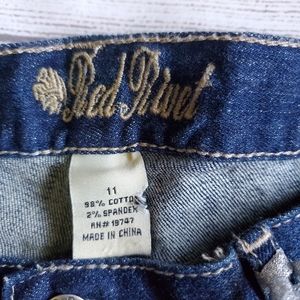 Red Rivet
11
98% COTTON
2% SPANDEX
RN# 19747
MADE IN CHINA